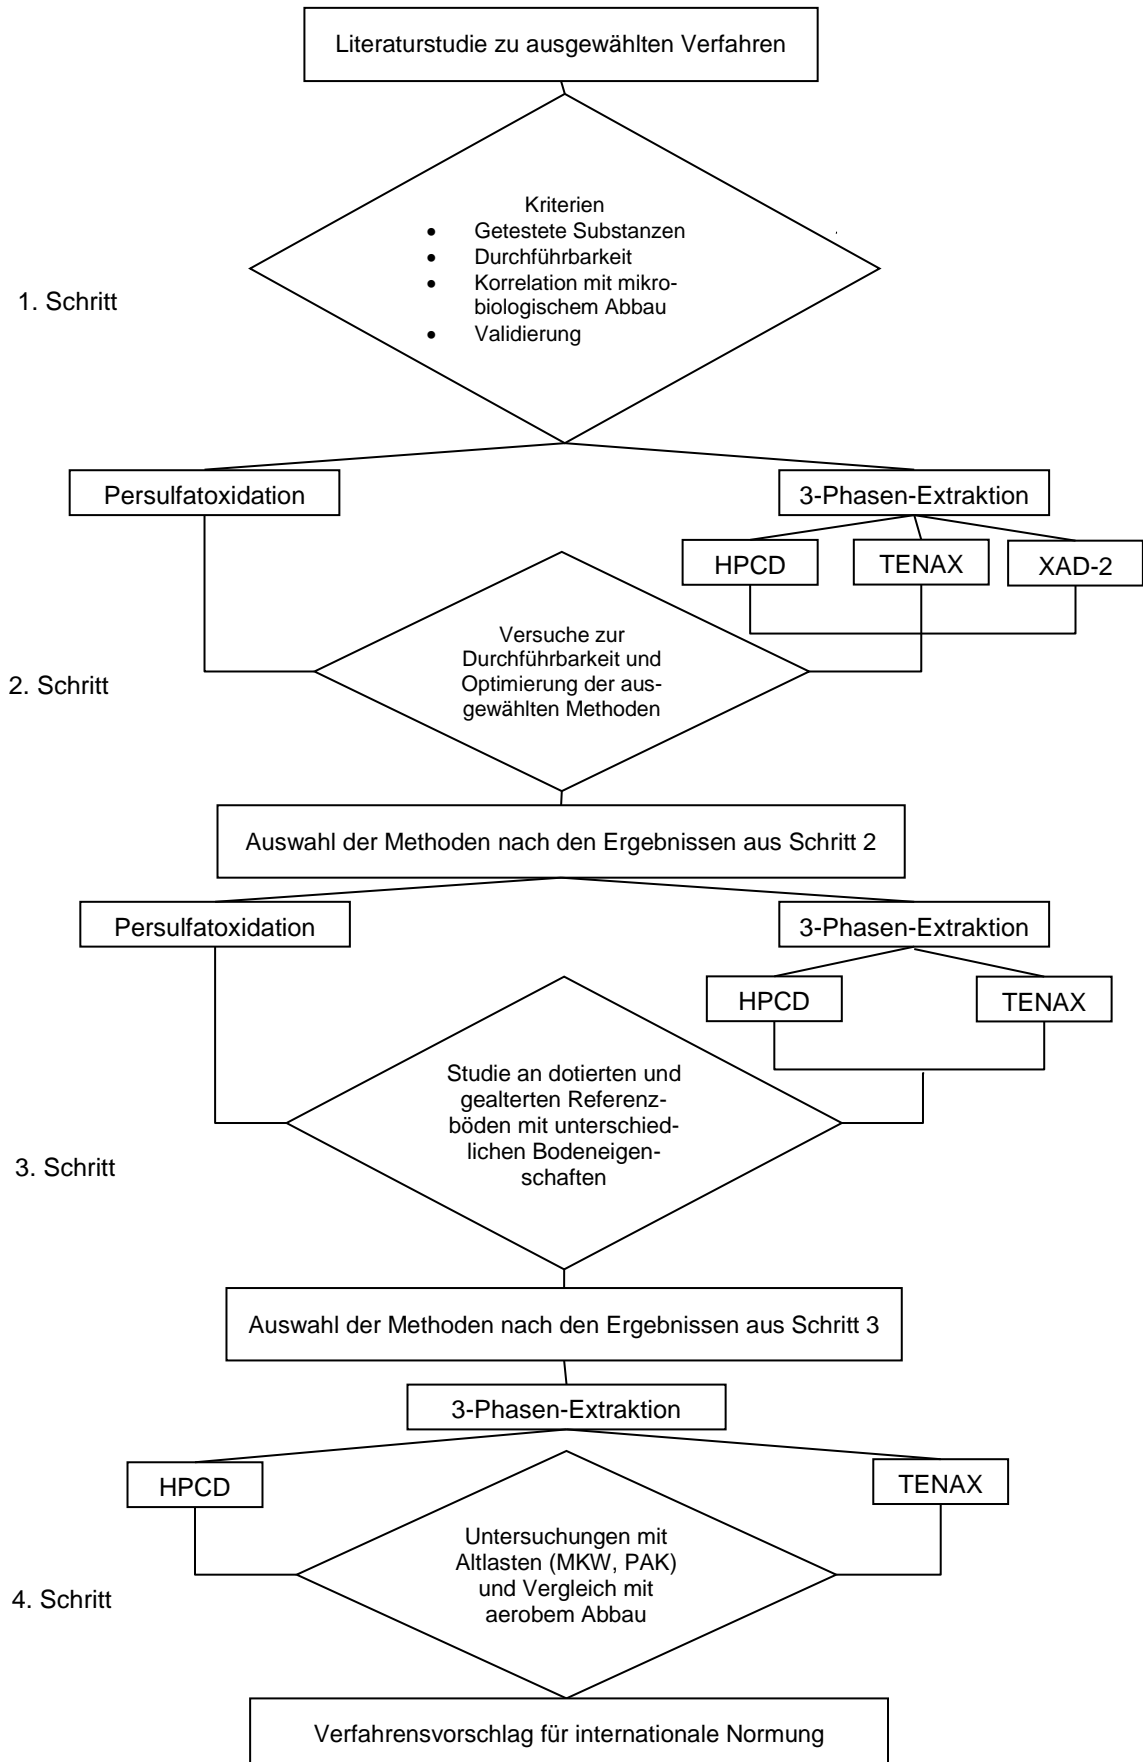 Literaturstudie zu ausgewählten Verfahren
Kriterien
• Getestete Substanzen
• Durchführbarkeit
• Korrelation mit mikro-
biologischem Abbau
• Validierung
1. Schritt
Persulfatoxidation
3-Phasen-Extraktion
HPCD
TENAX
XAD-2
Versuche zur
Durchführbarkeit und
Optimierung der aus-
gewählten Methoden
2. Schritt
Auswahl der Methoden nach den Ergebnissen aus Schritt 2
Persulfatoxidation
3-Phasen-Extraktion
HPCD
TENAX
Studie an dotierten und
gealterten Referenz-
böden mit unterschied-
lichen Bodeneigen-
schaften
3. Schritt
Auswahl der Methoden nach den Ergebnissen aus Schritt 3
3-Phasen-Extraktion
HPCD
TENAX
Untersuchungen mit
Altlasten (MKW, PAK)
und Vergleich mit
aerobem Abbau
4. Schritt
Verfahrensvorschlag für internationale Normung